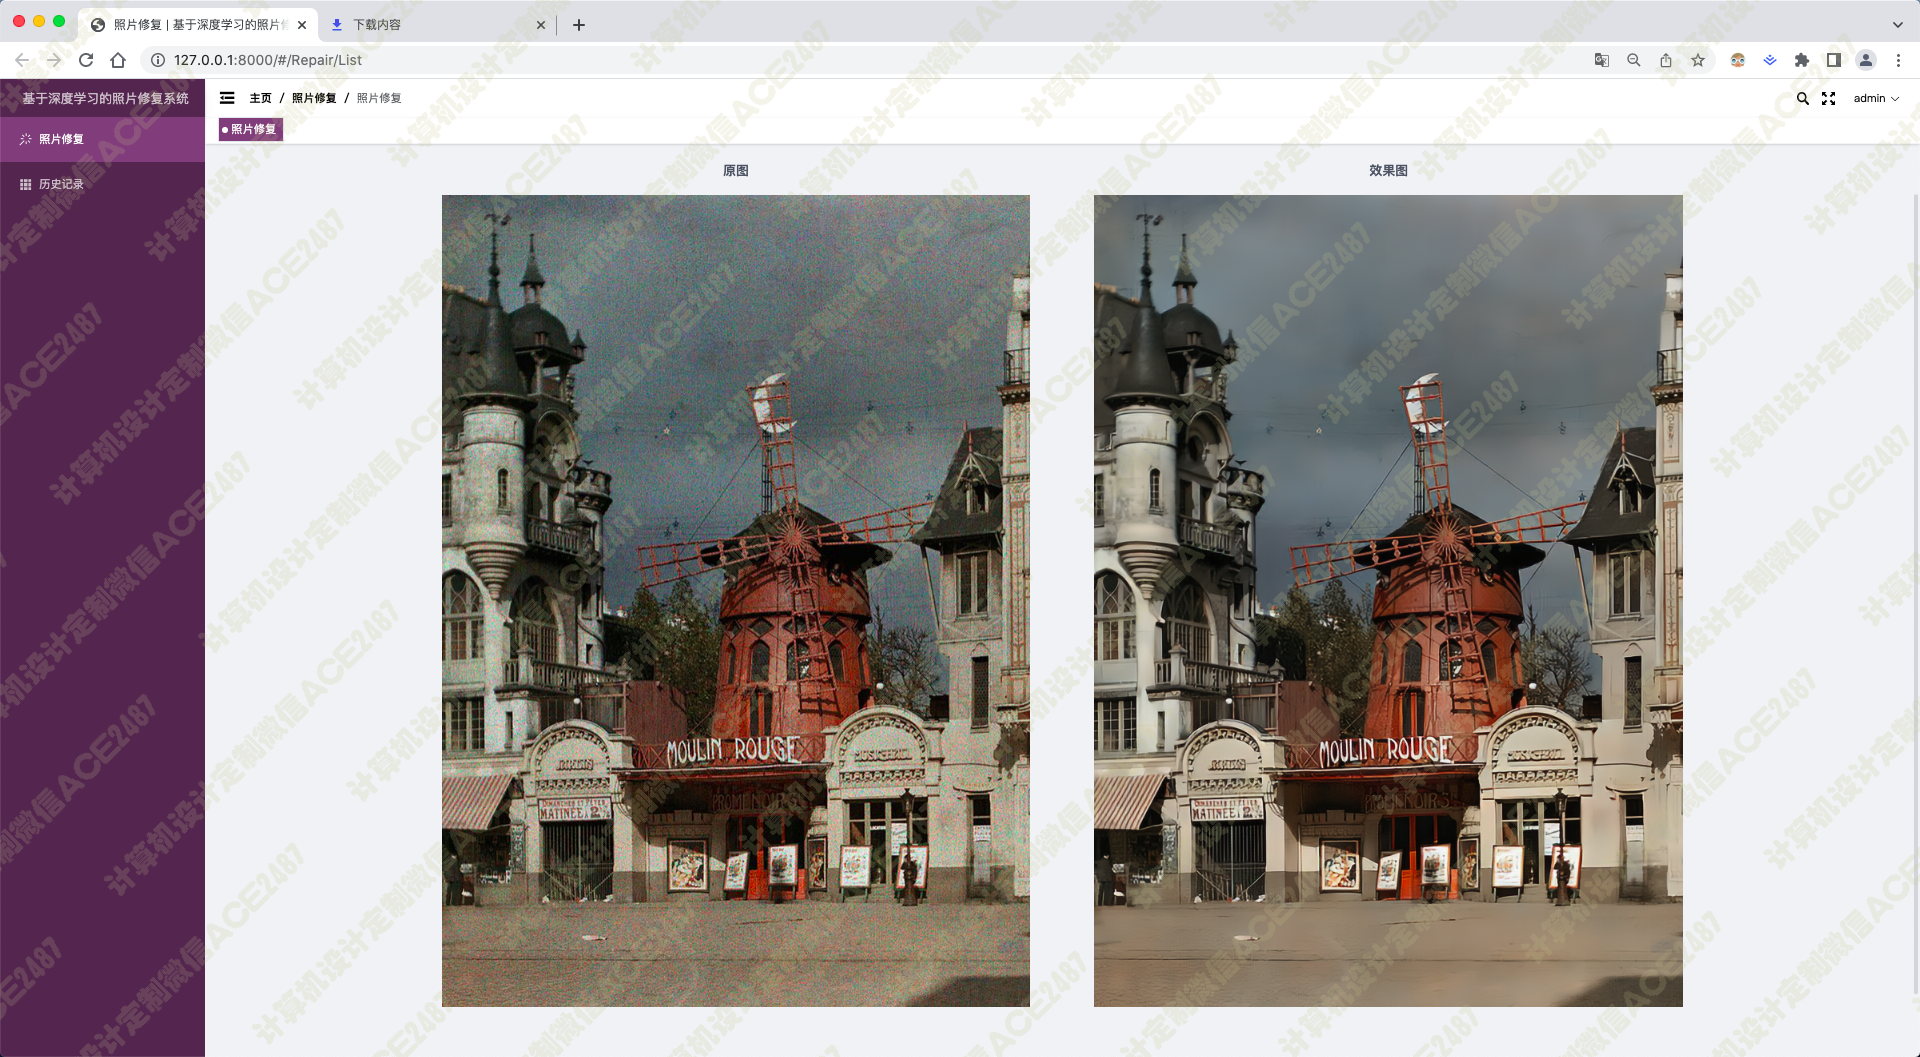 照片修复 | 基于深度学习的照片修
下载内容
127.0.0.1:8000/#/Repair/List
基于深度学习的照片修复系统
主页 / 照片修复 / 照片修复
admin
照片修复
照片修复
历史记录
原图
效果图
MOULIN ROUGE
MOULIN ROUGE
MATINEE
MATINEE
计算机设计定制微信ACE2487